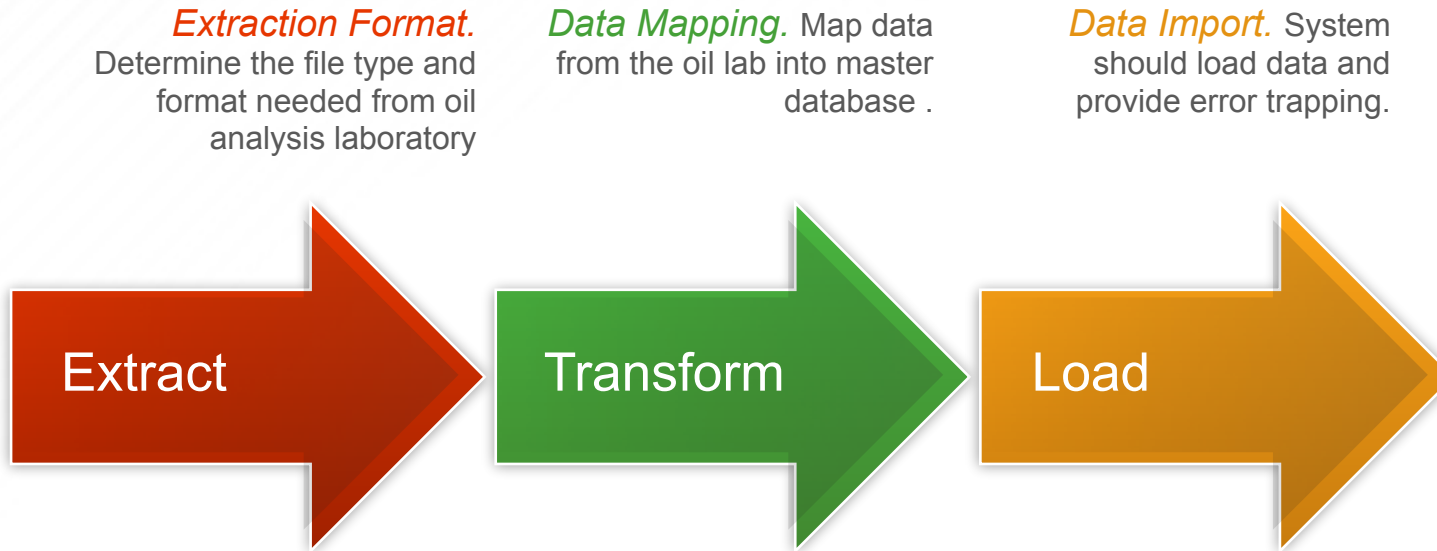 Extraction Format.
Determine the file type and
format needed from oil
analysis laboratory
Data Mapping. Map data
from the oil lab into master
database .
Data Import. System
should load data and
provide error trapping.
Extract
Transform
Load